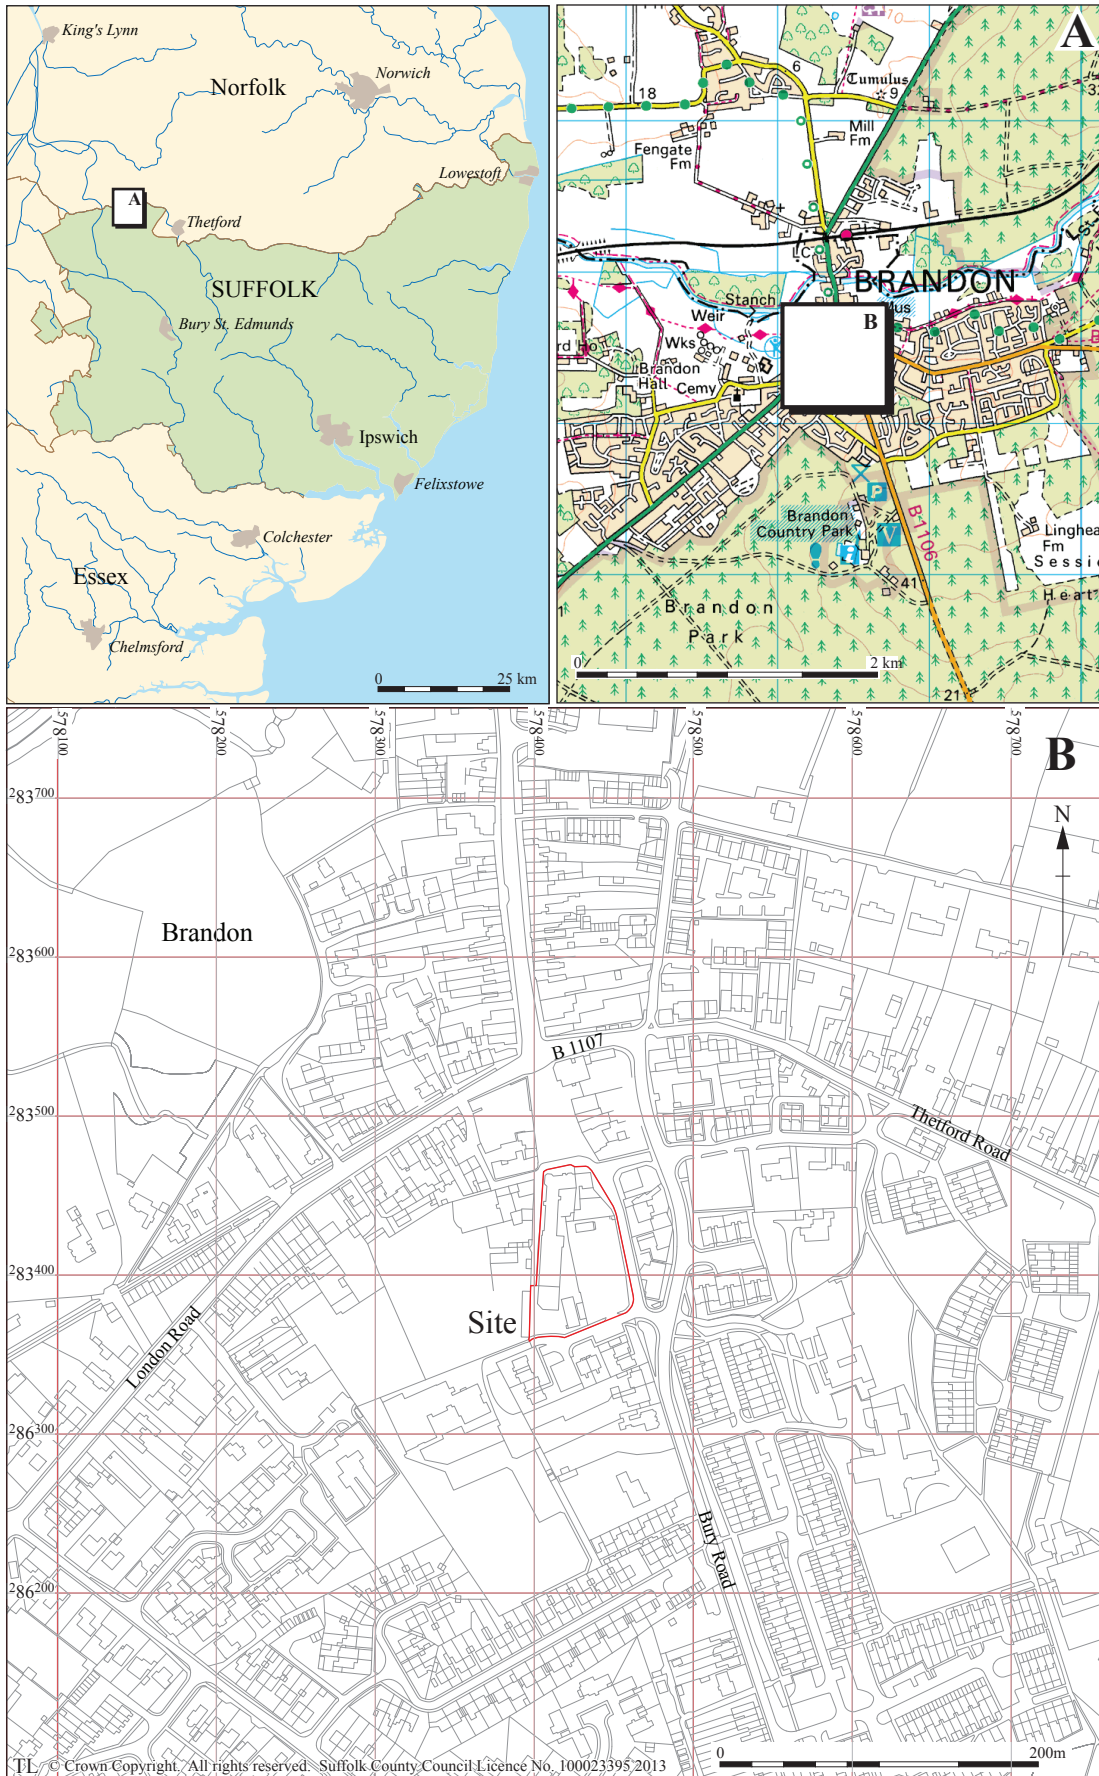 King's Lynn
Norfolk
Norwich
Lowestoft
A
Thetford
SUFFOLK
Bury St. Edmunds
Ipswich
Felixstowe
Colchester
Essex
Chelmsford
0 25 km
A
6
Tumulus
9
18
Mill
Fm
Fengate
Fm
BRANDON
Stanch
Weir
Wks
B
Brandon
Hall
Cemy
P
Brandon
Country Park
V
i
B1106
41
Brandon
Park
21
0 2 km
578100
578200
578300
578400
578500
578600
578700
B
N
283700
Brandon
283600
B 1107
283500
Thetford Road
283400
Site
London Road
286300
Bury Road
286200
0 200m
TL © Crown Copyright. All rights reserved. Suffolk County Council Licence No. 100023395 2013